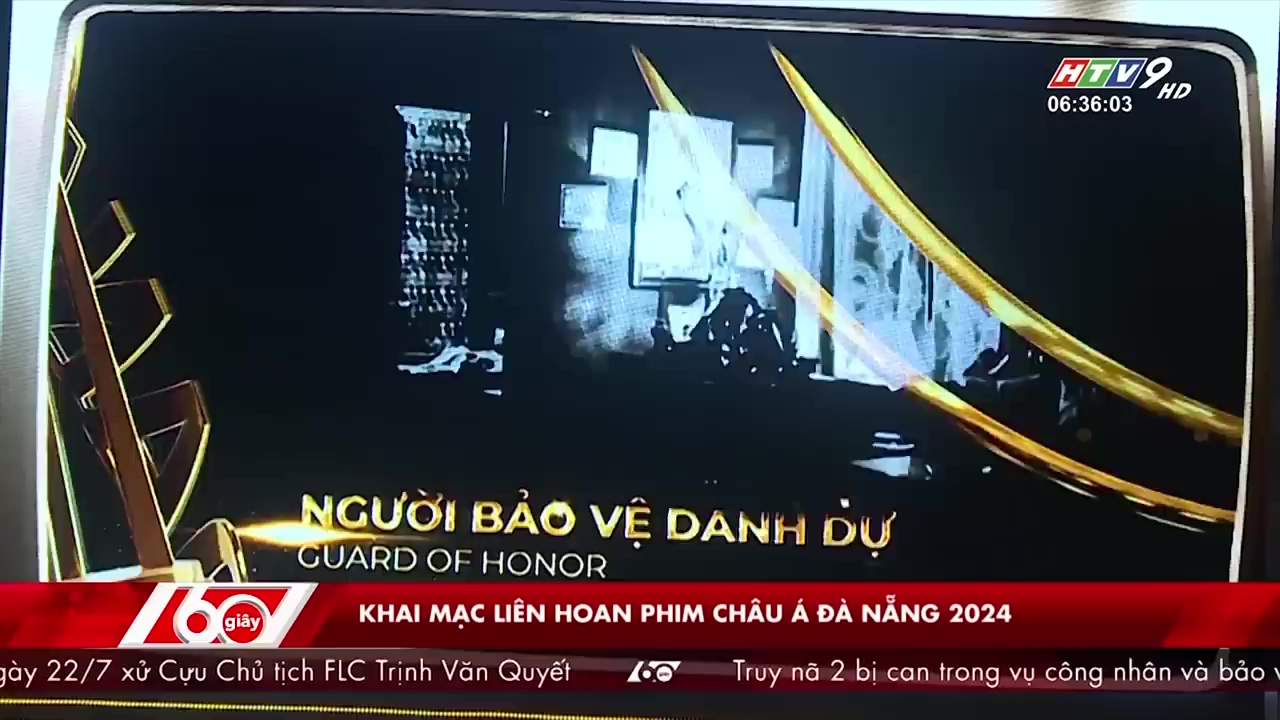 HTV9 HD
06:36:03
NGƯỜI BẢO VỆ DANH DỰ
GUARD OF HONOR
60 giây
KHAI MẠC LIÊN HOAN PHIM CHÂU Á ĐÀ NẴNG 2024
gày 22/7 xử Cựu Chủ tịch FLC Trịnh Văn Quyết 60 giây Truy nã 2 bị can trong vụ công nhân và bảo v